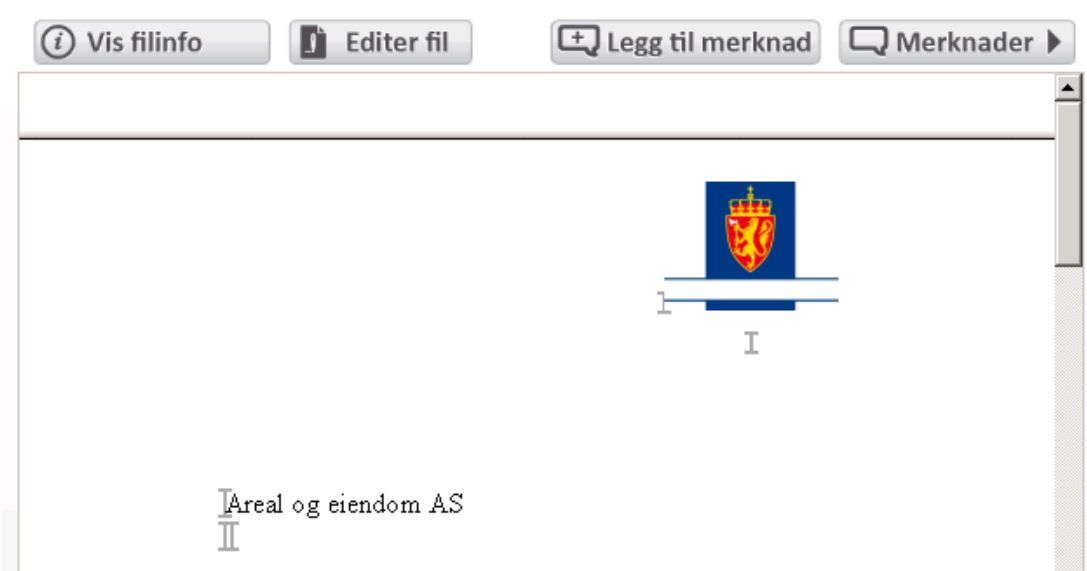 Vis filinfo
Editer fil
Legg til merknad
Merknader
Areal og eiendom AS